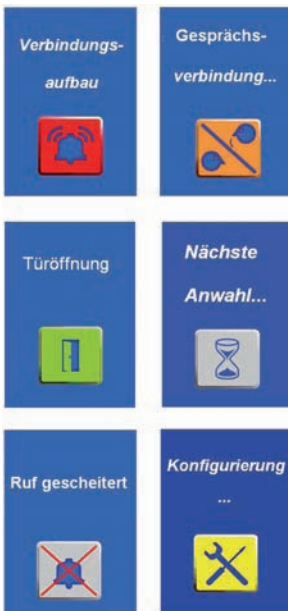 Verbindungs-
aufbau
Gesprächs-
verbindung...
Türöffnung
Nächste
Anwahl...
Ruf gescheitert
Konfigurierung
...